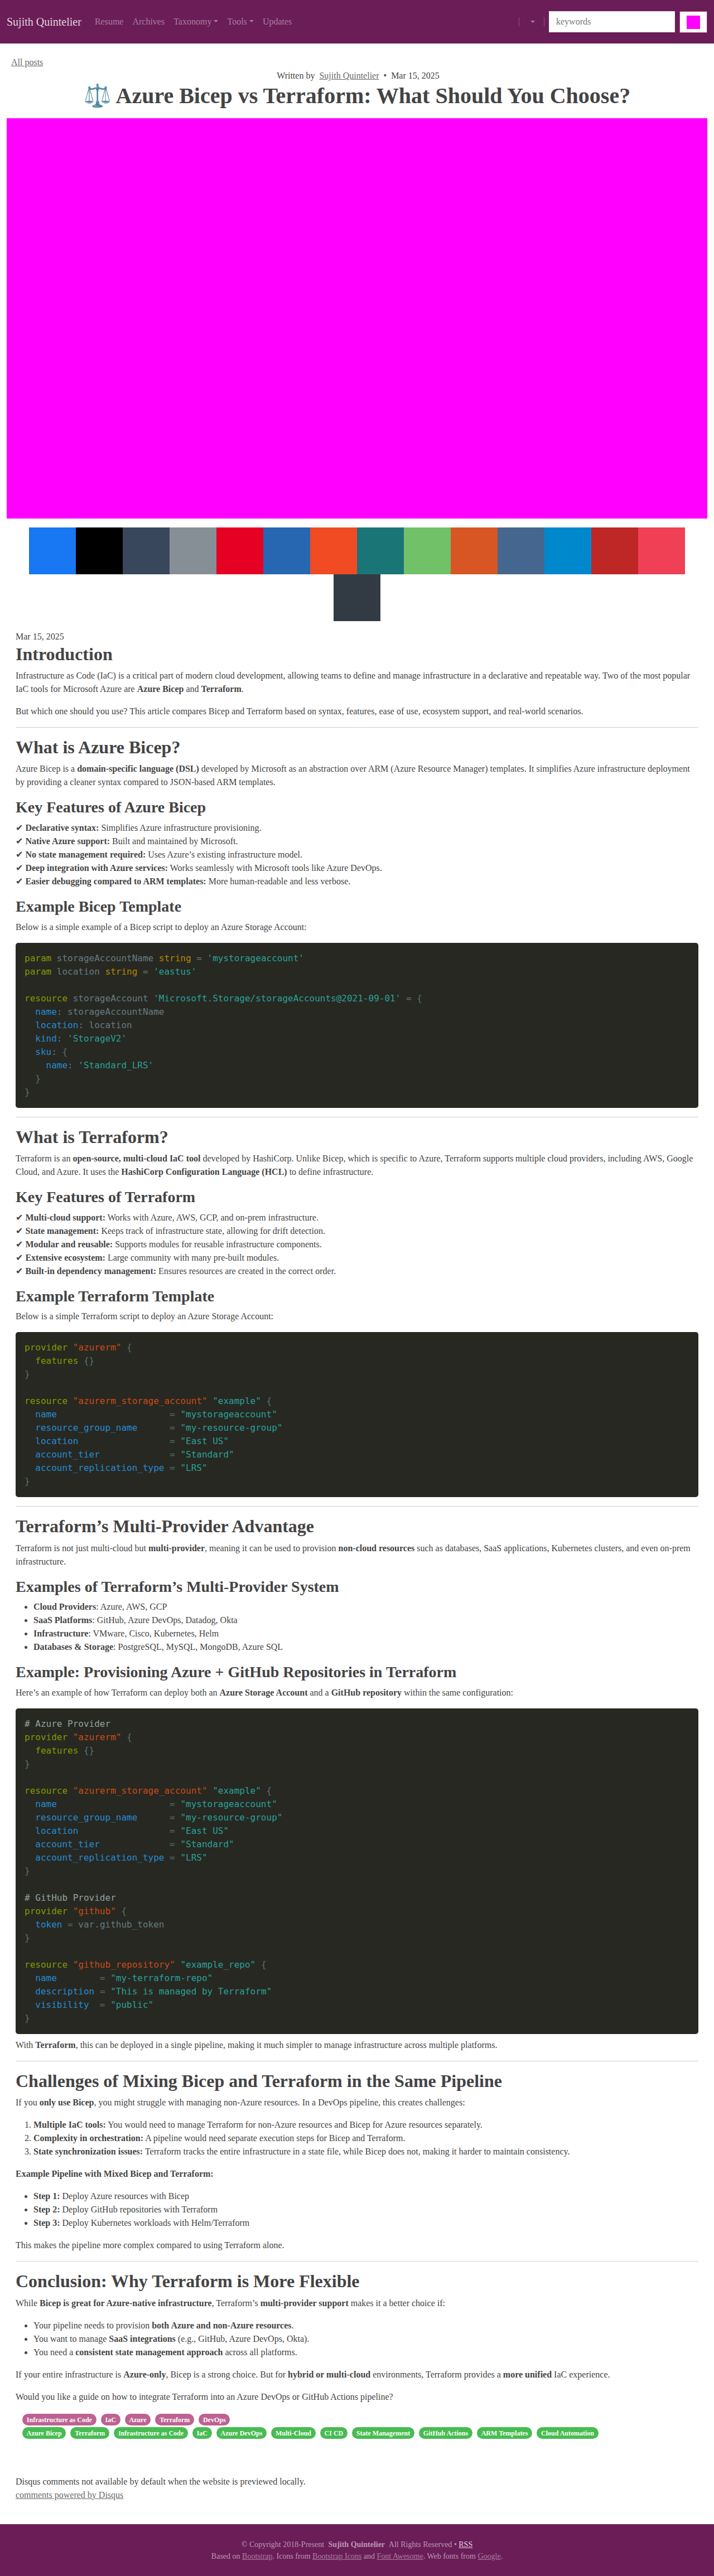 Sujith Quintelier Resume Archives Taxonomy Tools Updates keywords
All posts
Written by Sujith Quintelier • Mar 15, 2025
⚖️ Azure Bicep vs Terraform: What Should You Choose?
Mar 15, 2025
Introduction
Infrastructure as Code (IaC) is a critical part of modern cloud development, allowing teams to define and manage infrastructure in a declarative and repeatable way. Two of the most popular
IaC tools for Microsoft Azure are Azure Bicep and Terraform.
But which one should you use? This article compares Bicep and Terraform based on syntax, features, ease of use, ecosystem support, and real-world scenarios.
What is Azure Bicep?
Azure Bicep is a domain-specific language (DSL) developed by Microsoft as an abstraction over ARM (Azure Resource Manager) templates. It simplifies Azure infrastructure deployment
by providing a cleaner syntax compared to JSON-based ARM templates.
Key Features of Azure Bicep
✔ Declarative syntax: Simplifies Azure infrastructure provisioning.
✔ Native Azure support: Built and maintained by Microsoft.
✔ No state management required: Uses Azure’s existing infrastructure model.
✔ Deep integration with Azure services: Works seamlessly with Microsoft tools like Azure DevOps.
✔ Easier debugging compared to ARM templates: More human-readable and less verbose.
Example Bicep Template
Below is a simple example of a Bicep script to deploy an Azure Storage Account:
param storageAccountName string = 'mystorageaccount'
param location string = 'eastus'
resource storageAccount 'Microsoft.Storage/storageAccounts@2021-09-01' = {
  name: storageAccountName
  location: location
  kind: 'StorageV2'
  sku: {
    name: 'Standard_LRS'
  }
}
What is Terraform?
Terraform is an open-source, multi-cloud IaC tool developed by HashiCorp. Unlike Bicep, which is specific to Azure, Terraform supports multiple cloud providers, including AWS, Google
Cloud, and Azure. It uses the HashiCorp Configuration Language (HCL) to define infrastructure.
Key Features of Terraform
✔ Multi-cloud support: Works with Azure, AWS, GCP, and on-prem infrastructure.
✔ State management: Keeps track of infrastructure state, allowing for drift detection.
✔ Modular and reusable: Supports modules for reusable infrastructure components.
✔ Extensive ecosystem: Large community with many pre-built modules.
✔ Built-in dependency management: Ensures resources are created in the correct order.
Example Terraform Template
Below is a simple Terraform script to deploy an Azure Storage Account:
provider "azurerm" {
  features {}
}
resource "azurerm_storage_account" "example" {
  name                     = "mystorageaccount"
  resource_group_name      = "my-resource-group"
  location                 = "East US"
  account_tier             = "Standard"
  account_replication_type = "LRS"
}
Terraform’s Multi-Provider Advantage
Terraform is not just multi-cloud but multi-provider, meaning it can be used to provision non-cloud resources such as databases, SaaS applications, Kubernetes clusters, and even on-prem
infrastructure.
Examples of Terraform’s Multi-Provider System
• Cloud Providers: Azure, AWS, GCP
• SaaS Platforms: GitHub, Azure DevOps, Datadog, Okta
• Infrastructure: VMware, Cisco, Kubernetes, Helm
• Databases & Storage: PostgreSQL, MySQL, MongoDB, Azure SQL
Example: Provisioning Azure + GitHub Repositories in Terraform
Here’s an example of how Terraform can deploy both an Azure Storage Account and a GitHub repository within the same configuration:
# Azure Provider
provider "azurerm" {
  features {}
}
resource "azurerm_storage_account" "example" {
  name                     = "mystorageaccount"
  resource_group_name      = "my-resource-group"
  location                 = "East US"
  account_tier             = "Standard"
  account_replication_type = "LRS"
}
# GitHub Provider
provider "github" {
  token = var.github_token
}
resource "github_repository" "example_repo" {
  name        = "my-terraform-repo"
  description = "This is managed by Terraform"
  visibility  = "public"
}
With Terraform, this can be deployed in a single pipeline, making it much simpler to manage infrastructure across multiple platforms.
Challenges of Mixing Bicep and Terraform in the Same Pipeline
If you only use Bicep, you might struggle with managing non-Azure resources. In a DevOps pipeline, this creates challenges:
1. Multiple IaC tools: You would need to manage Terraform for non-Azure resources and Bicep for Azure resources separately.
2. Complexity in orchestration: A pipeline would need separate execution steps for Bicep and Terraform.
3. State synchronization issues: Terraform tracks the entire infrastructure in a state file, while Bicep does not, making it harder to maintain consistency.
Example Pipeline with Mixed Bicep and Terraform:
• Step 1: Deploy Azure resources with Bicep
• Step 2: Deploy GitHub repositories with Terraform
• Step 3: Deploy Kubernetes workloads with Helm/Terraform
This makes the pipeline more complex compared to using Terraform alone.
Conclusion: Why Terraform is More Flexible
While Bicep is great for Azure-native infrastructure, Terraform’s multi-provider support makes it a better choice if:
• Your pipeline needs to provision both Azure and non-Azure resources.
• You want to manage SaaS integrations (e.g., GitHub, Azure DevOps, Okta).
• You need a consistent state management approach across all platforms.
If your entire infrastructure is Azure-only, Bicep is a strong choice. But for hybrid or multi-cloud environments, Terraform provides a more unified IaC experience.
Would you like a guide on how to integrate Terraform into an Azure DevOps or GitHub Actions pipeline?
Infrastructure as Code IaC Azure Terraform DevOps
Azure Bicep Terraform Infrastructure as Code IaC Azure DevOps Multi-Cloud CI CD State Management GitHub Actions ARM Templates Cloud Automation
Disqus comments not available by default when the website is previewed locally.
comments powered by Disqus
© Copyright 2018-Present Sujith Quintelier All Rights Reserved • RSS
Based on Bootstrap. Icons from Bootstrap Icons and Font Awesome. Web fonts from Google.